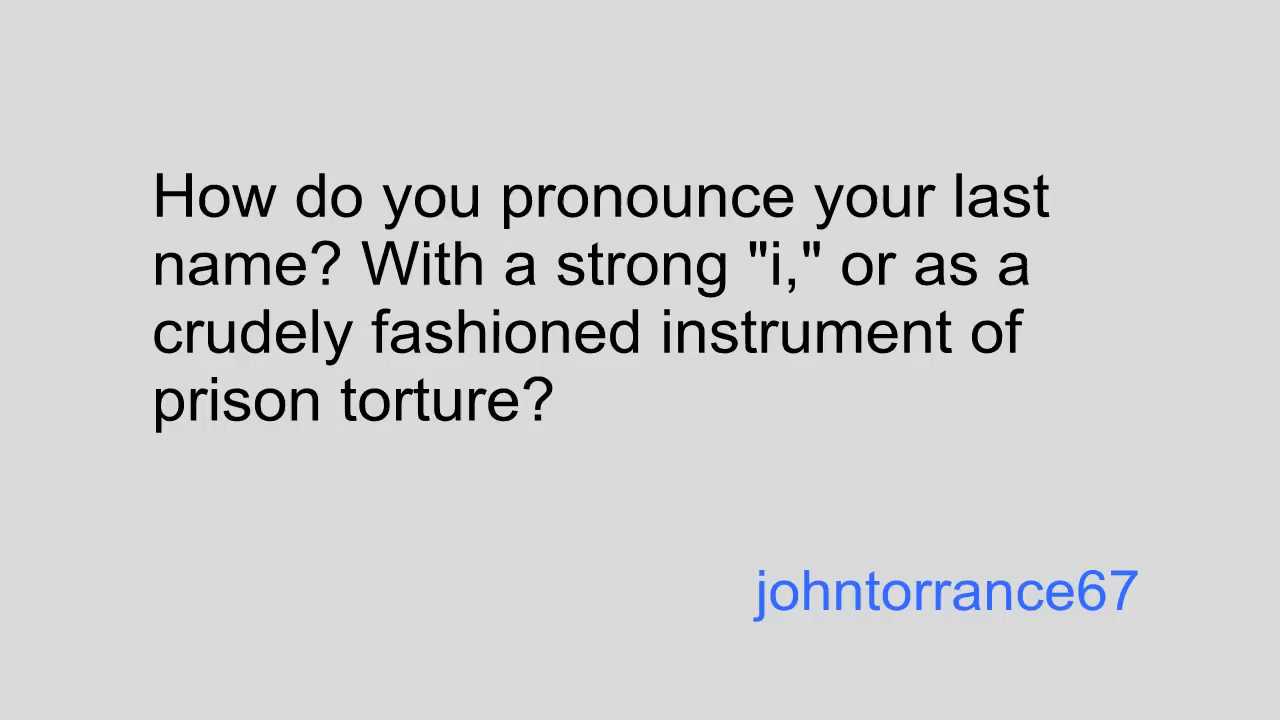 How do you pronounce your last
name? With a strong "i," or as a
crudely fashioned instrument of
prison torture?
johntorrance67